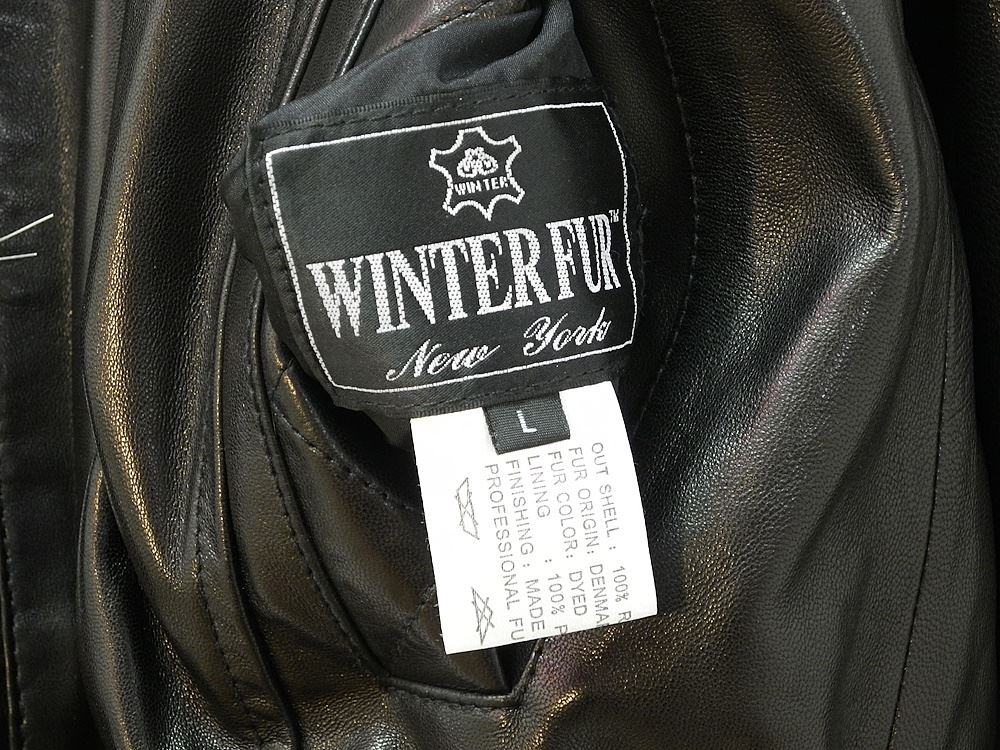 WINTER
WINTER FUR™
New York
L
OUT SHELL : 100%
FUR ORIGIN: DENMA
FUR COLOR: DYED
LINING : 100%
FINISHING : MADE
PROFESSIONAL FU